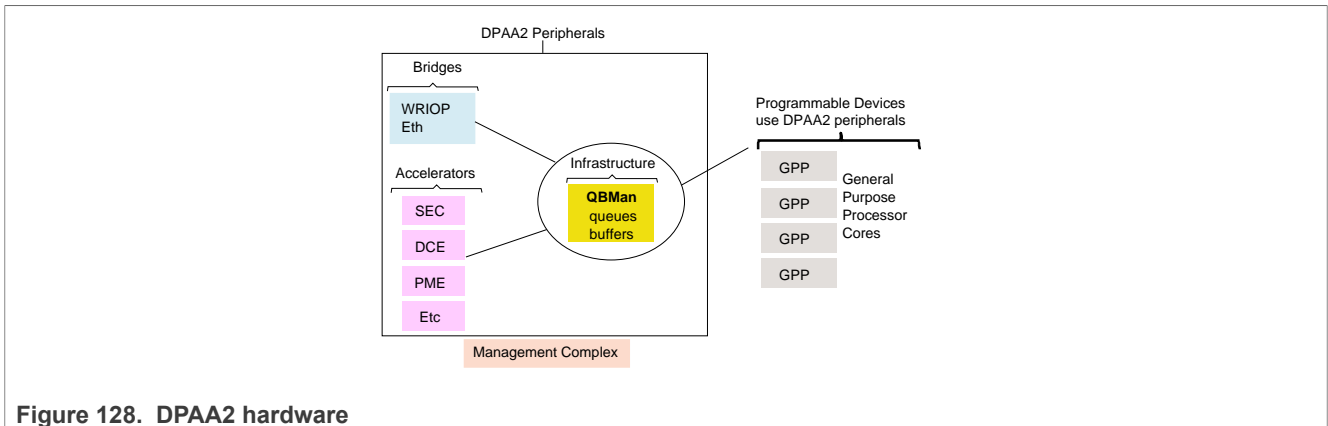 DPAA2 Peripherals
Bridges
WRIOP
Eth
Accelerators
SEC
DCE
PME
Etc
Infrastructure
QBMan
queues
buffers
Management Complex
Programmable Devices
use DPAA2 peripherals
GPP
GPP
GPP
GPP
General
Purpose
Processor
Cores
Figure 128. DPAA2 hardware